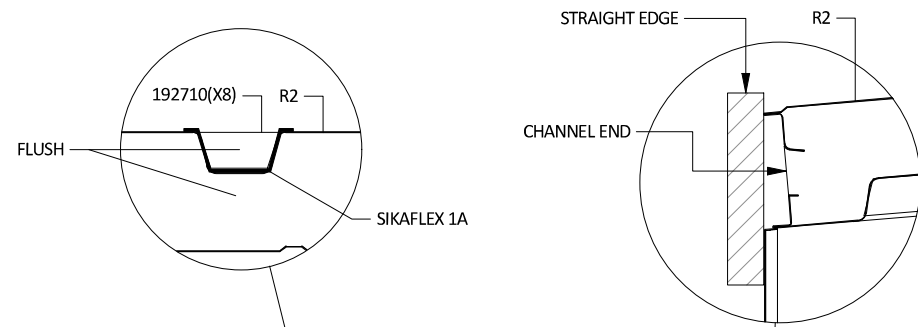 STRAIGHT EDGE
R2
192710(X8)
R2
FLUSH
CHANNEL END
SIKAFLEX 1A